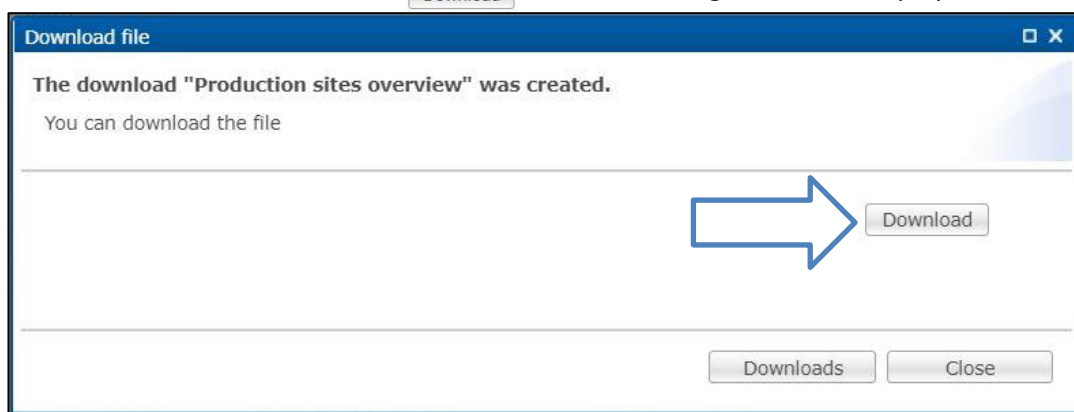 Download file
The download "Production sites overview" was created.
You can download the file
Download
Downloads
Close